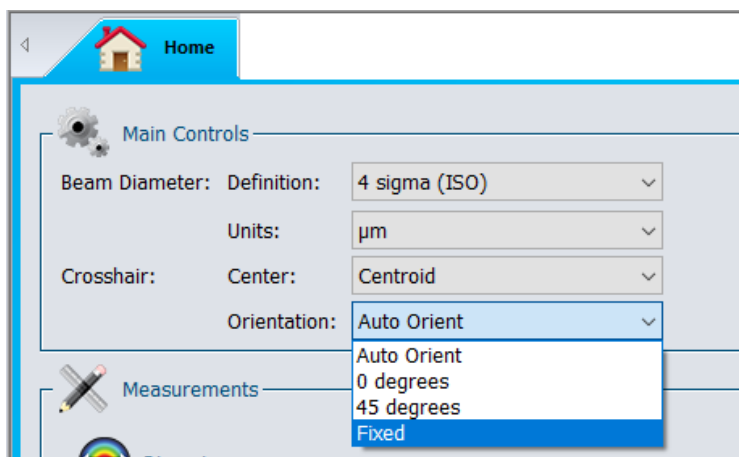 Home
Main Controls
Beam Diameter: Definition: 4 sigma (ISO)
Units: µm
Crosshair: Center: Centroid
Orientation: Auto Orient
Auto Orient
0 degrees
45 degrees
Fixed
Measurements